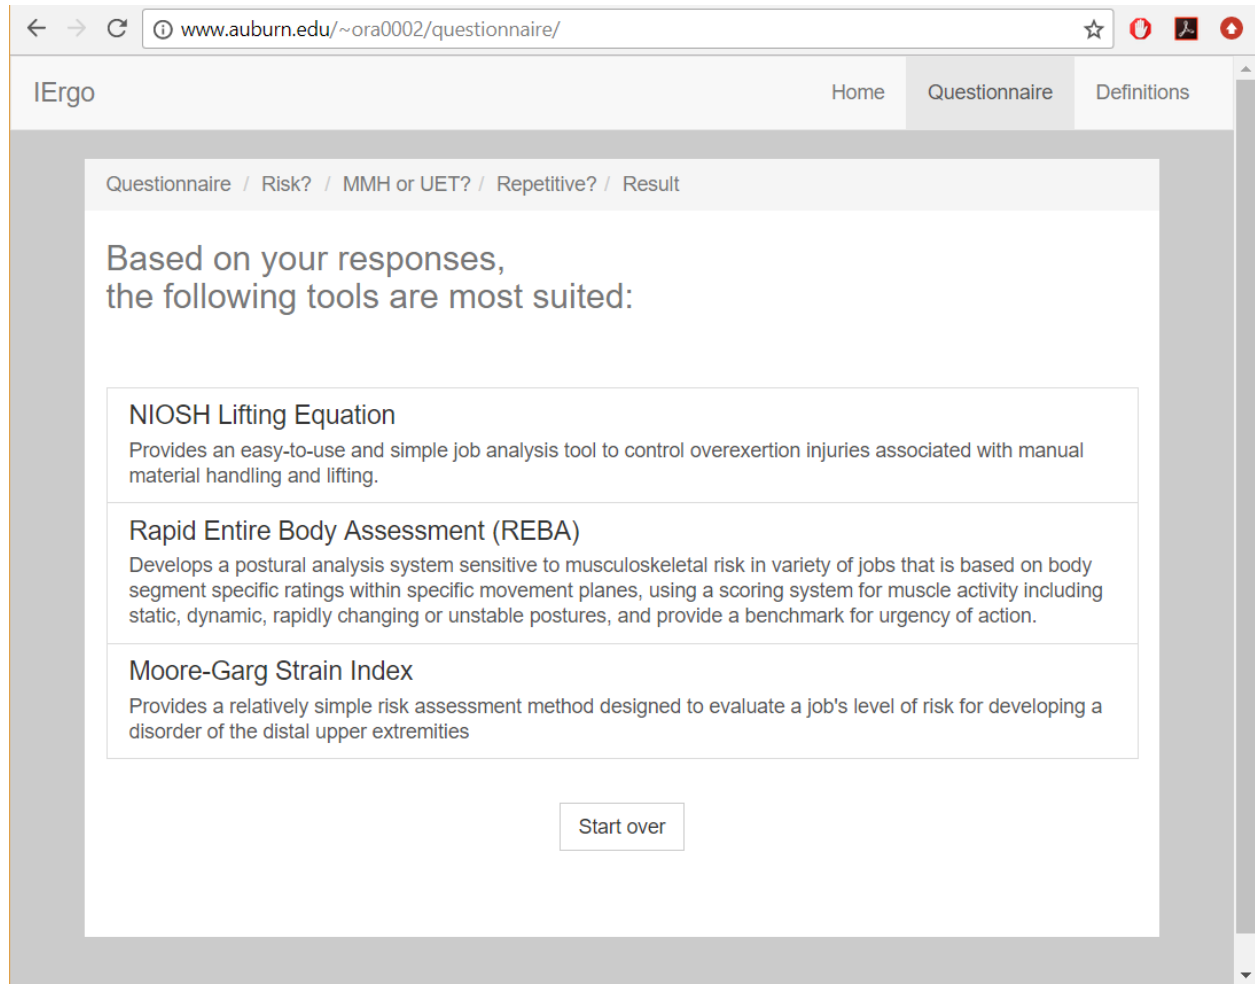 www.auburn.edu/~ora0002/questionnaire/
IErgo
Home Questionnaire Definitions
Questionnaire / Risk? / MMH or UET? / Repetitive? / Result
Based on your responses,
the following tools are most suited:
NIOSH Lifting Equation
Provides an easy-to-use and simple job analysis tool to control overexertion injuries associated with manual
material handling and lifting.
Rapid Entire Body Assessment (REBA)
Develops a postural analysis system sensitive to musculoskeletal risk in variety of jobs that is based on body
segment specific ratings within specific movement planes, using a scoring system for muscle activity including
static, dynamic, rapidly changing or unstable postures, and provide a benchmark for urgency of action.
Moore-Garg Strain Index
Provides a relatively simple risk assessment method designed to evaluate a job's level of risk for developing a
disorder of the distal upper extremities
Start over